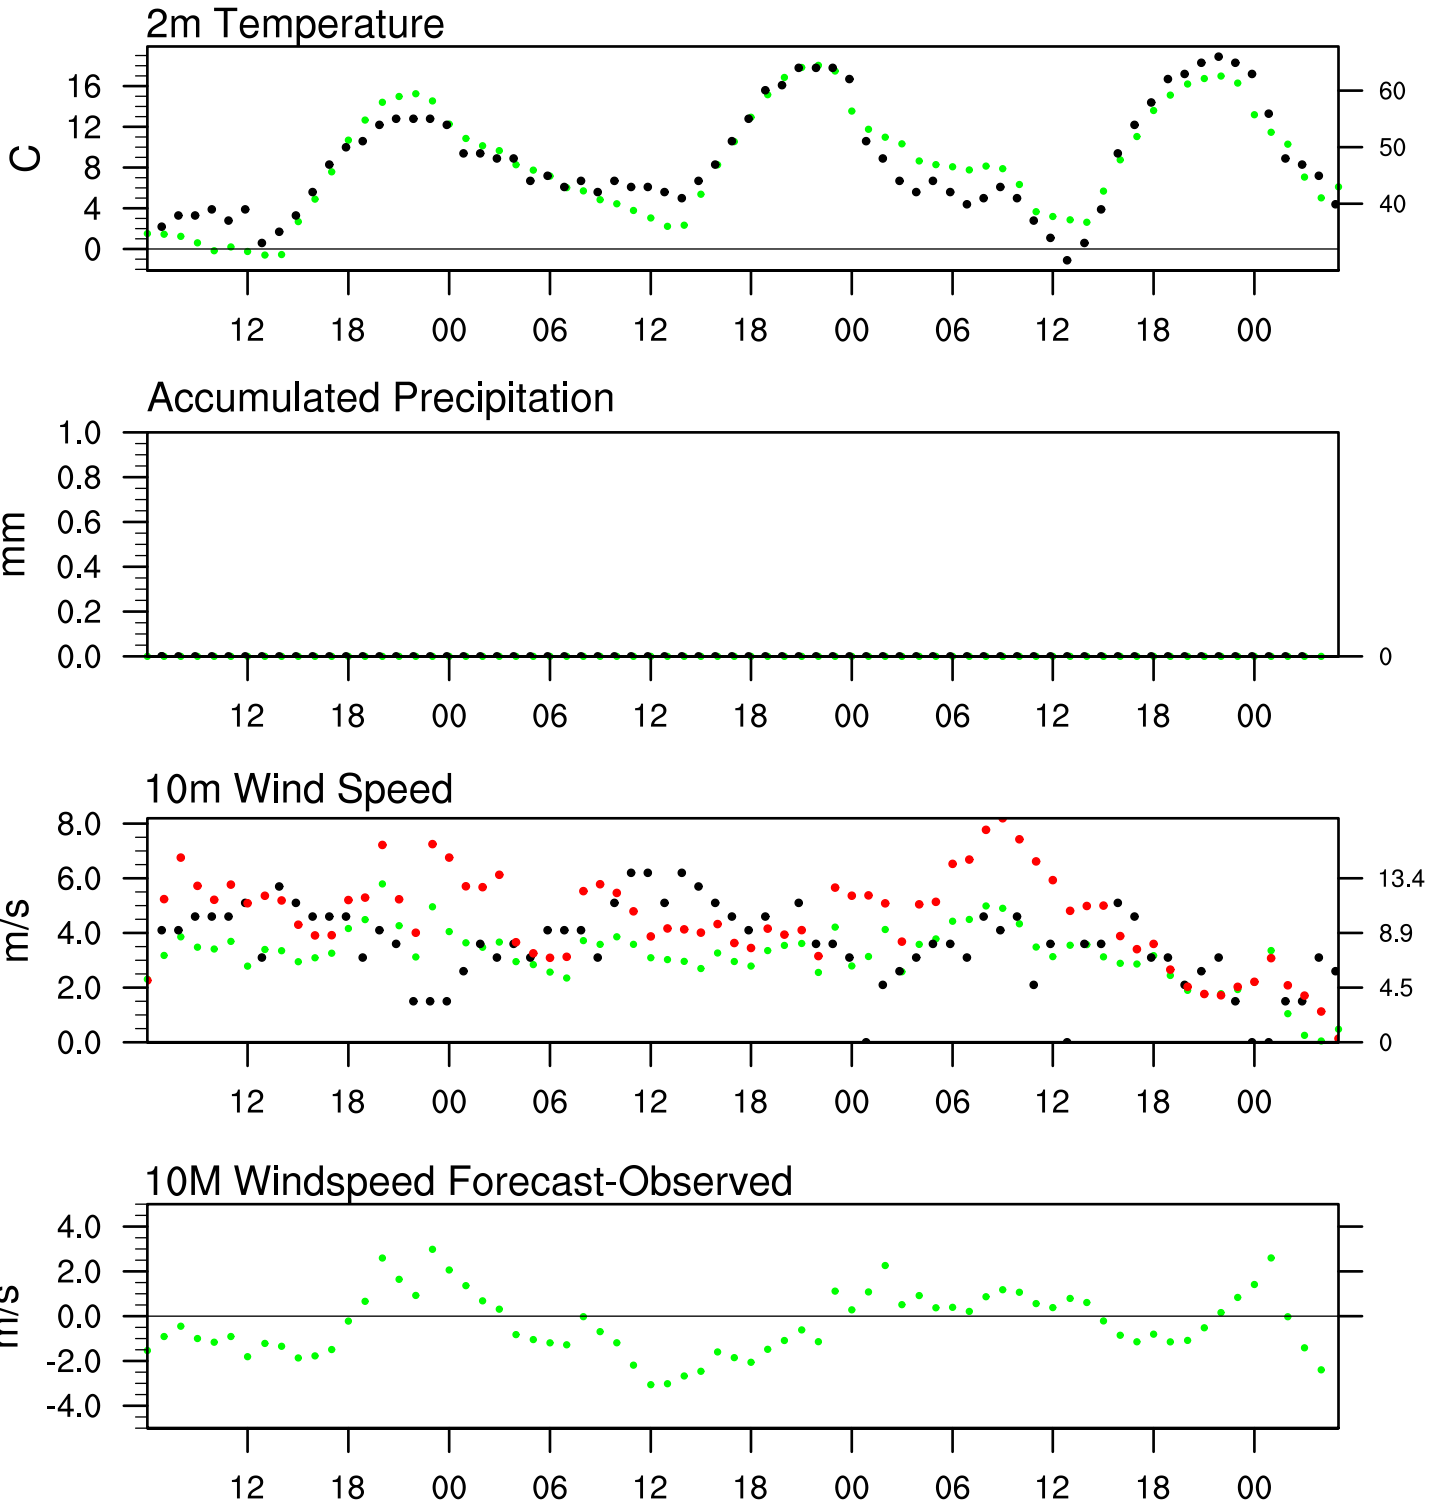 2m Temperature
16
12
8
4
0
C
60
50
40
12 18 00 06 12 18 00 06 12 18 00
Accumulated Precipitation
1.0
0.8
0.6
0.4
0.2
0.0
mm
0
12 18 00 06 12 18 00 06 12 18 00
10m Wind Speed
8.0
6.0
4.0
2.0
0.0
m/s
13.4
8.9
4.5
0
12 18 00 06 12 18 00 06 12 18 00
10M Windspeed Forecast-Observed
4.0
2.0
0.0
-2.0
-4.0
m/s
12 18 00 06 12 18 00 06 12 18 00